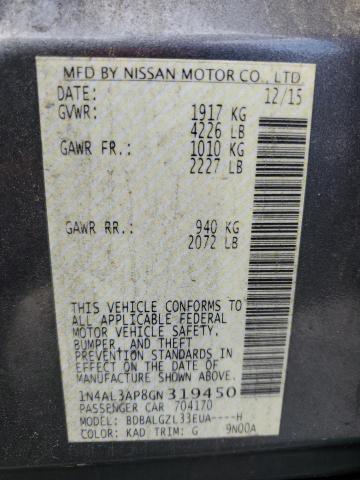 MFD BY NISSAN MOTOR CO., LTD
DATE: 12/15
GVWR: 1917 KG
4226 LB
GAWR FR.: 1010 KG
2227 LB
GAWR RR.: 940 KG
2072 LB
THIS VEHICLE CONFORMS TO
ALL APPLICABLE FEDERAL
MOTOR VEHICLE SAFETY,
BUMPER, AND THEFT
PREVENTION STANDARDS
IN EFFECT ON THE DATE OF
MANUFACTURE SHOWN ABOVE.
1N4AL3AP8GN319450
PASSENGER CAR 704170
MODEL: BDBALGZL33EUA----H
COLOR: KAD TRIM: G 9N00A